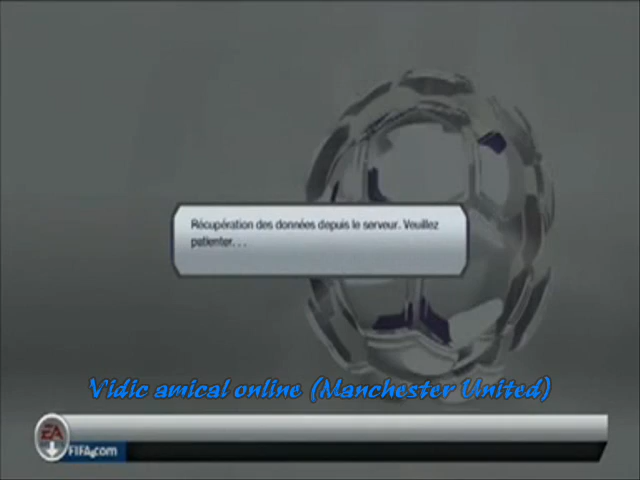 Récupération des données depuis le serveur. Veuillez
patienter. . .
Vidic amical online (Manchester United)
EA
FIFA.com